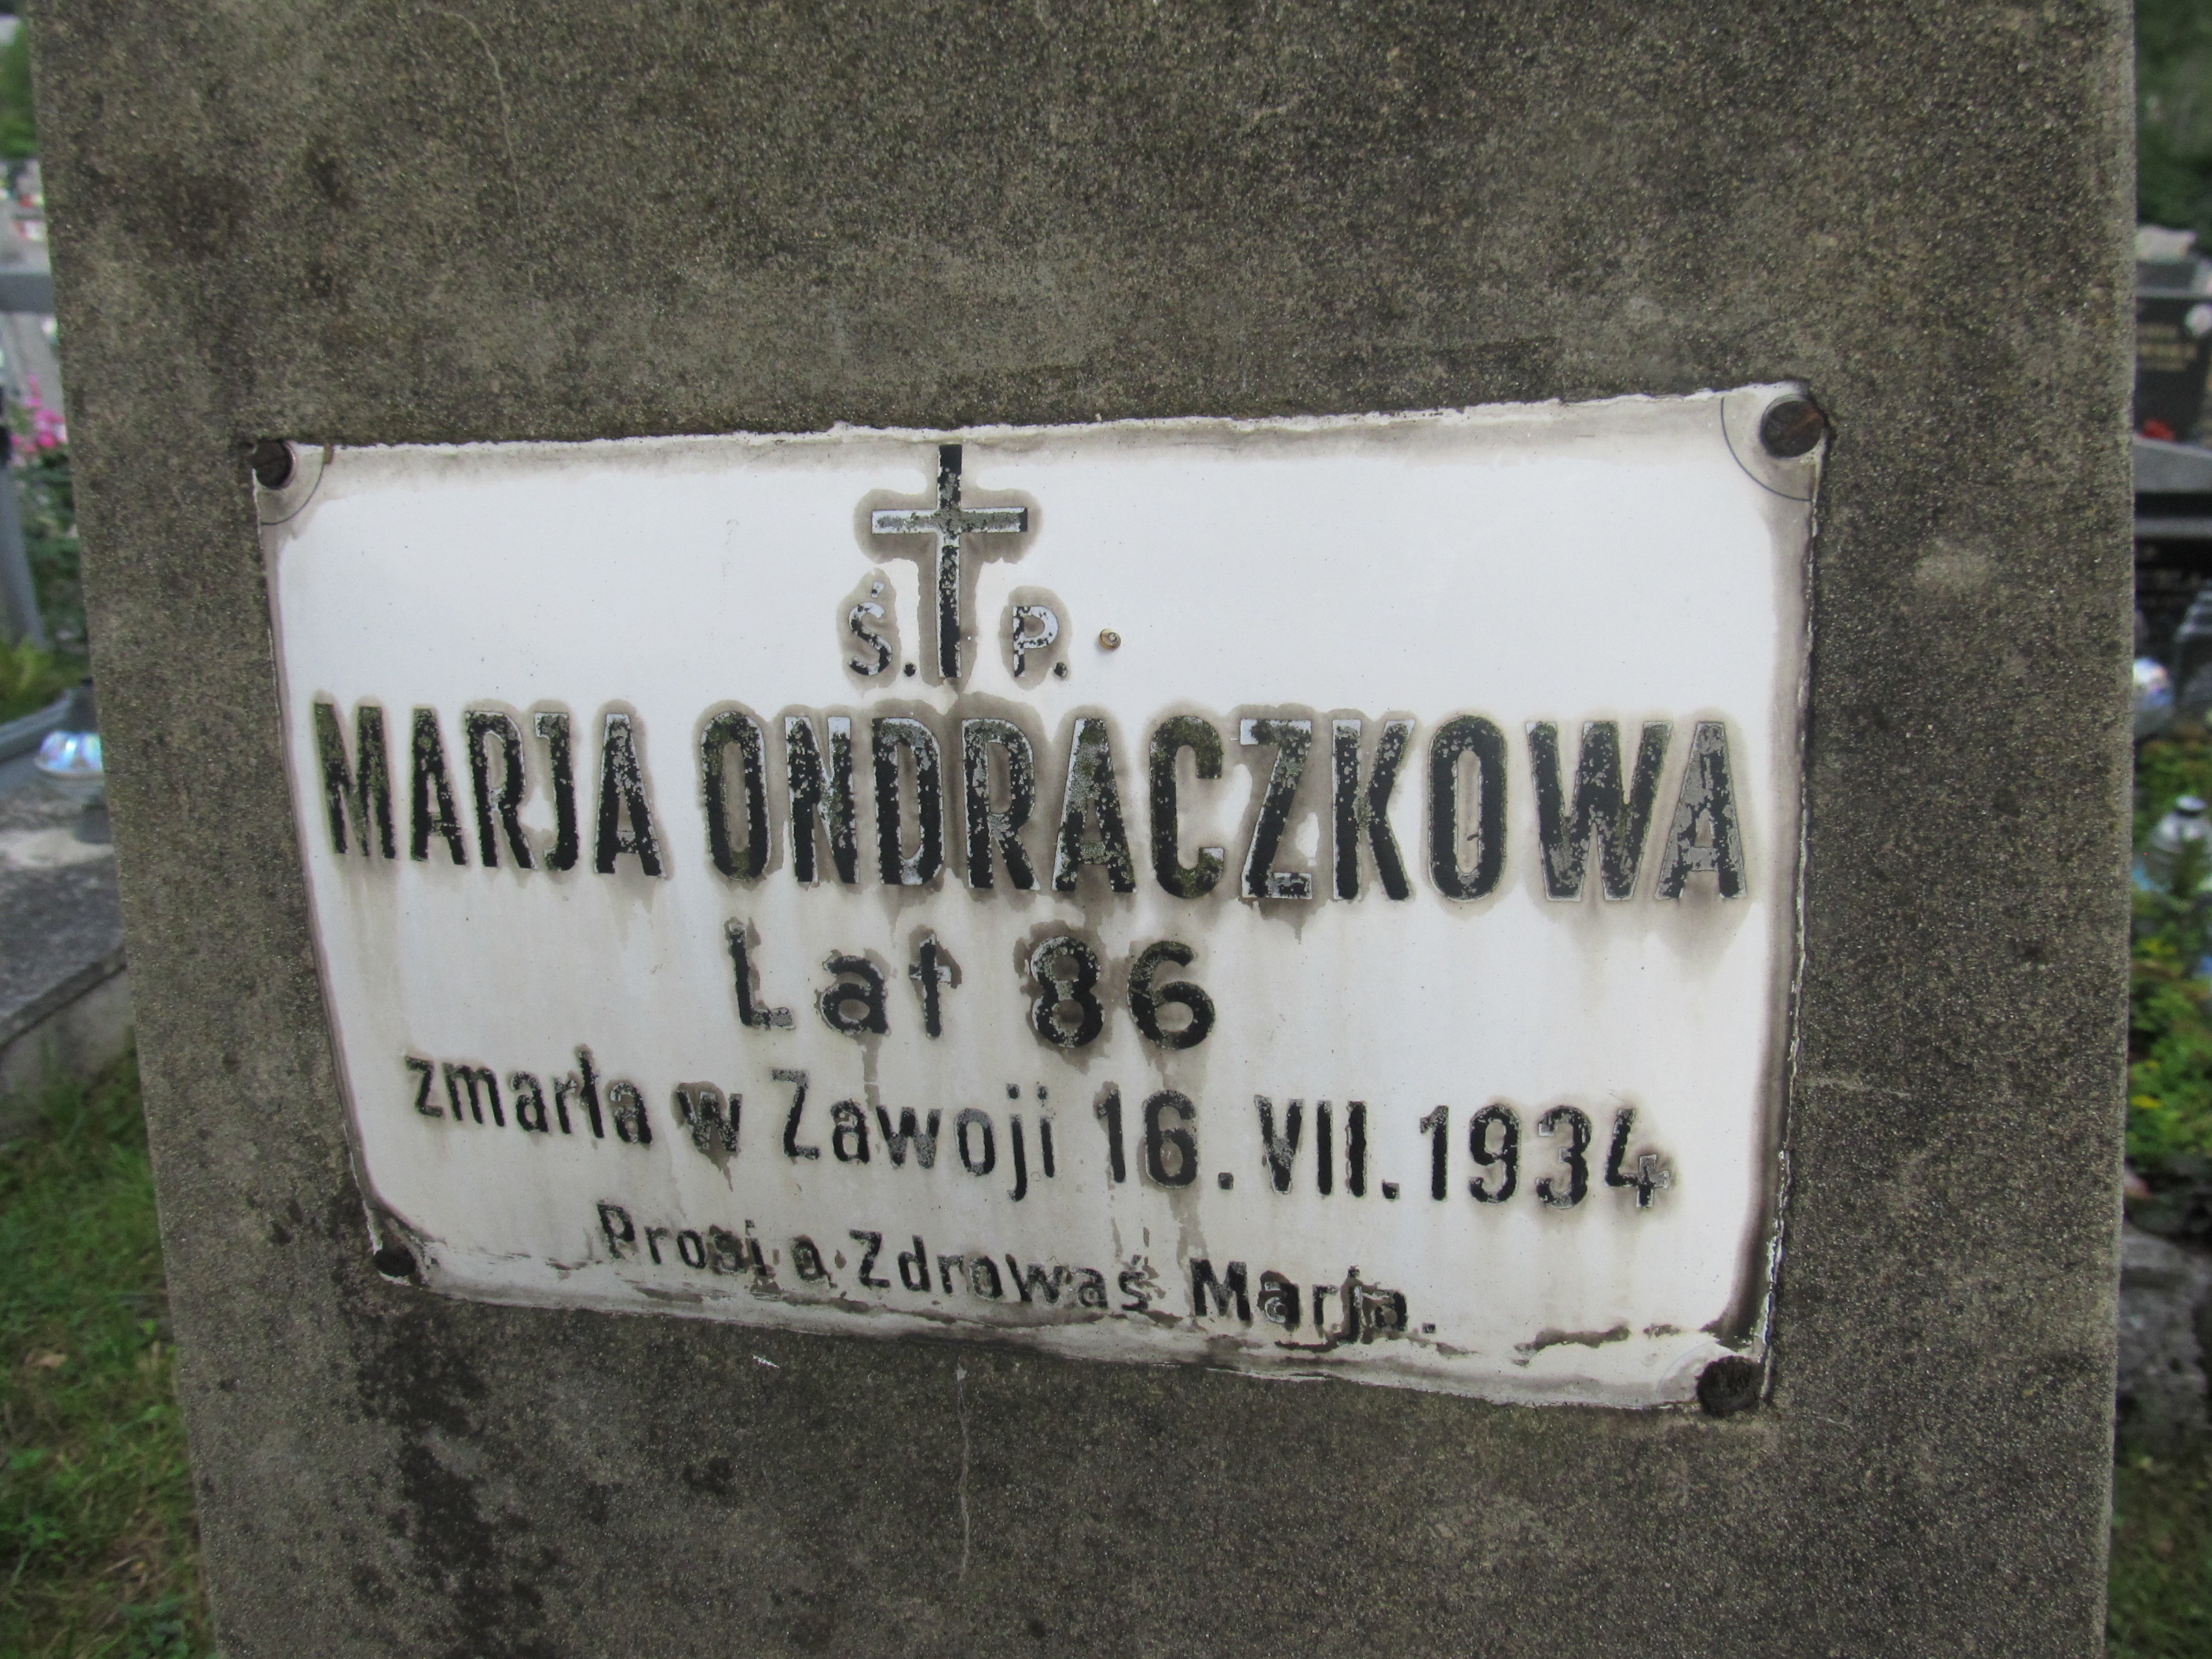 Ś. P.
MARJA ONDRACZKOWA
Lat 86
zmarła w Zawoji 16. VII. 1934
Prosi o Zdrowaś Marja.